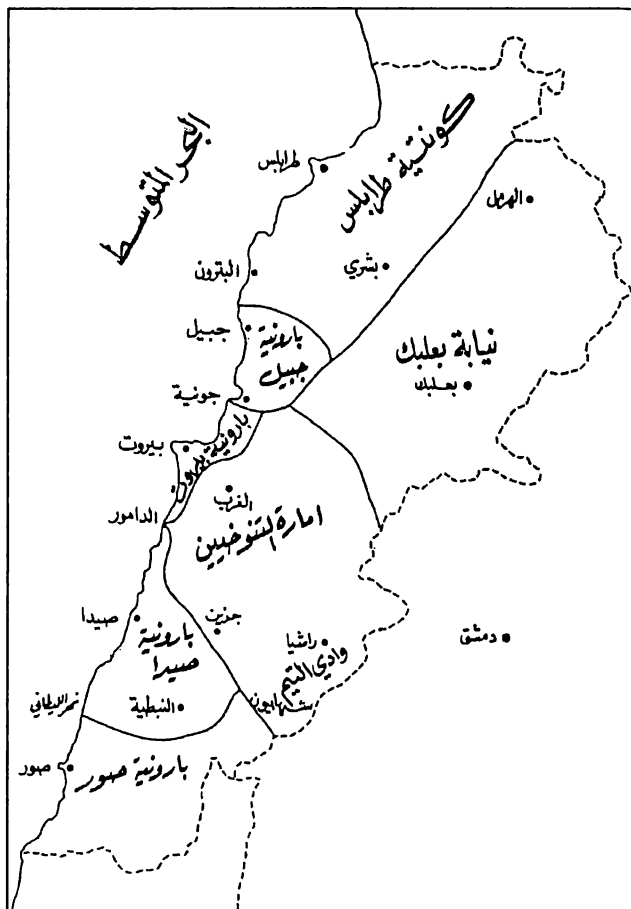 البحر المتوسط
كونتية طرابلس
طرابلس
الهرمل
بشري
البترون
نيابة بعلبك
بعلبك
جبيل
بارونية
جبيل
جونية
بارونية بيروت
بيروت
الغرب
الدامور
امارة التنوخيين
جزين
صيدا
بارونية
صيدا
راشيا
وادي التيم
شهابيون
دمشق
نهر الليطاني
النبطية
صور
بارونية صور